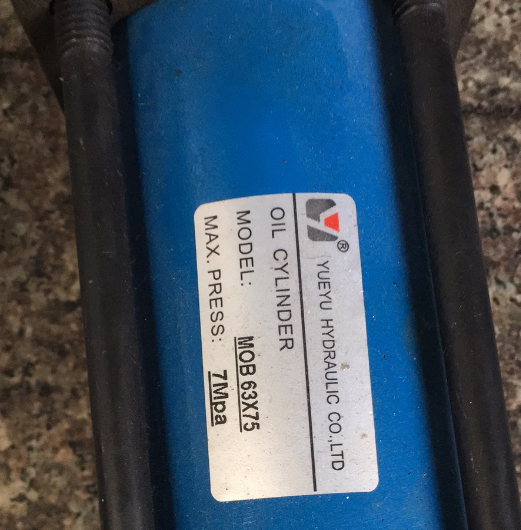 ® YUEYU HYDRAULIC CO.,LTD
OIL CYLINDER
MODEL: MOB 63X75
MAX. PRESS: 7Mpa